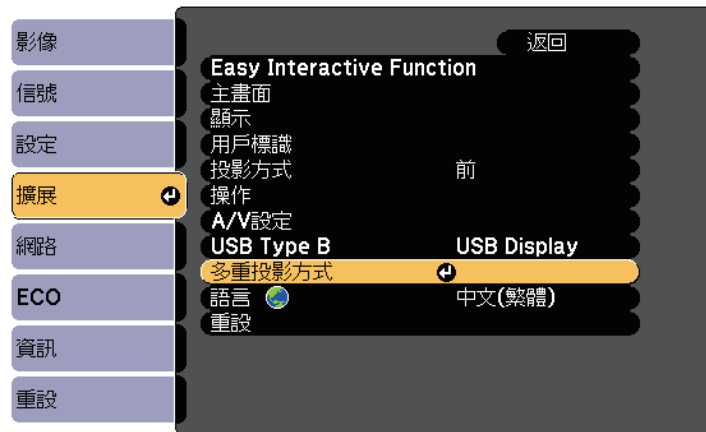 影像
信號
設定
擴展
網路
ECO
資訊
重設
返回
Easy Interactive Function
主畫面
顯示
用戶標識
投影方式 前
操作
A/V設定
USB Type B USB Display
多重投影方式
語言 中文(繁體)
重設